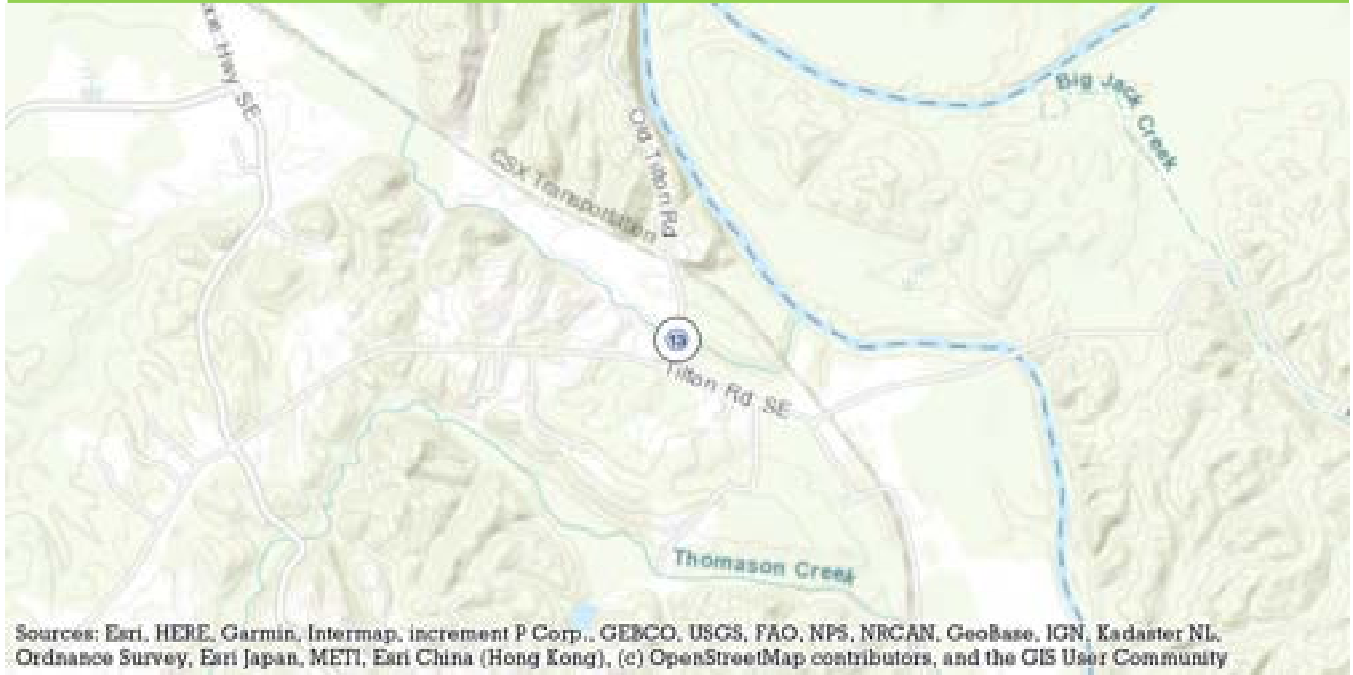 Hwy SE
Big Jack Creek
Old Tilton Rd
CSX Transportation
13
Tilton Rd SE
Thomason Creek
Sources: Esri, HERE, Garmin, Intermap, increment P Corp., GEBCO, USGS, FAO, NPS, NRCAN, GeoBase, IGN, Kadaster NL,
Ordnance Survey, Esri Japan, METI, Esri China (Hong Kong), (c) OpenStreetMap contributors, and the GIS User Community